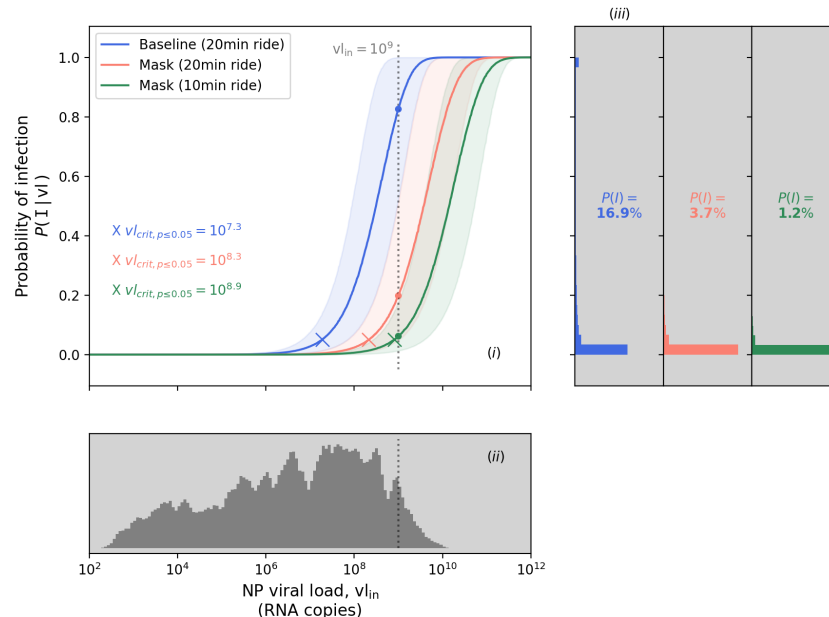 (iii)
Baseline (20min ride)
Mask (20min ride)
Mask (10min ride)
vl_in = 10^9
1.0
0.8
0.6
0.4
0.2
0.0
Probability of infection
P( I | vl)
X vl_crit,p≤0.05 = 10^7.3
X vl_crit,p≤0.05 = 10^8.3
X vl_crit,p≤0.05 = 10^8.9
(i)
P(I) =
16.9%
P(I) =
3.7%
P(I) =
1.2%
(ii)
10^2
10^4
10^6
10^8
10^10
10^12
NP viral load, vl_in
(RNA copies)